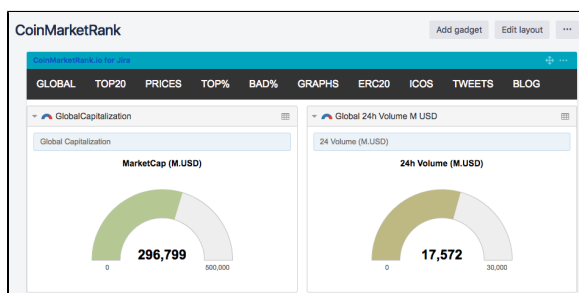 CoinMarketRank
Add gadget
Edit layout
...
CoinMarketRank.io for Jira
GLOBAL TOP20 PRICES TOP% BAD% GRAPHS ERC20 ICOS TWEETS BLOG
GlobalCapitalization
Global Capitalization
MarketCap (M.USD)
296,799
0
500,000
Global 24h Volume M USD
24 Volume (M.USD)
24h Volume (M.USD)
17,572
0
30,000